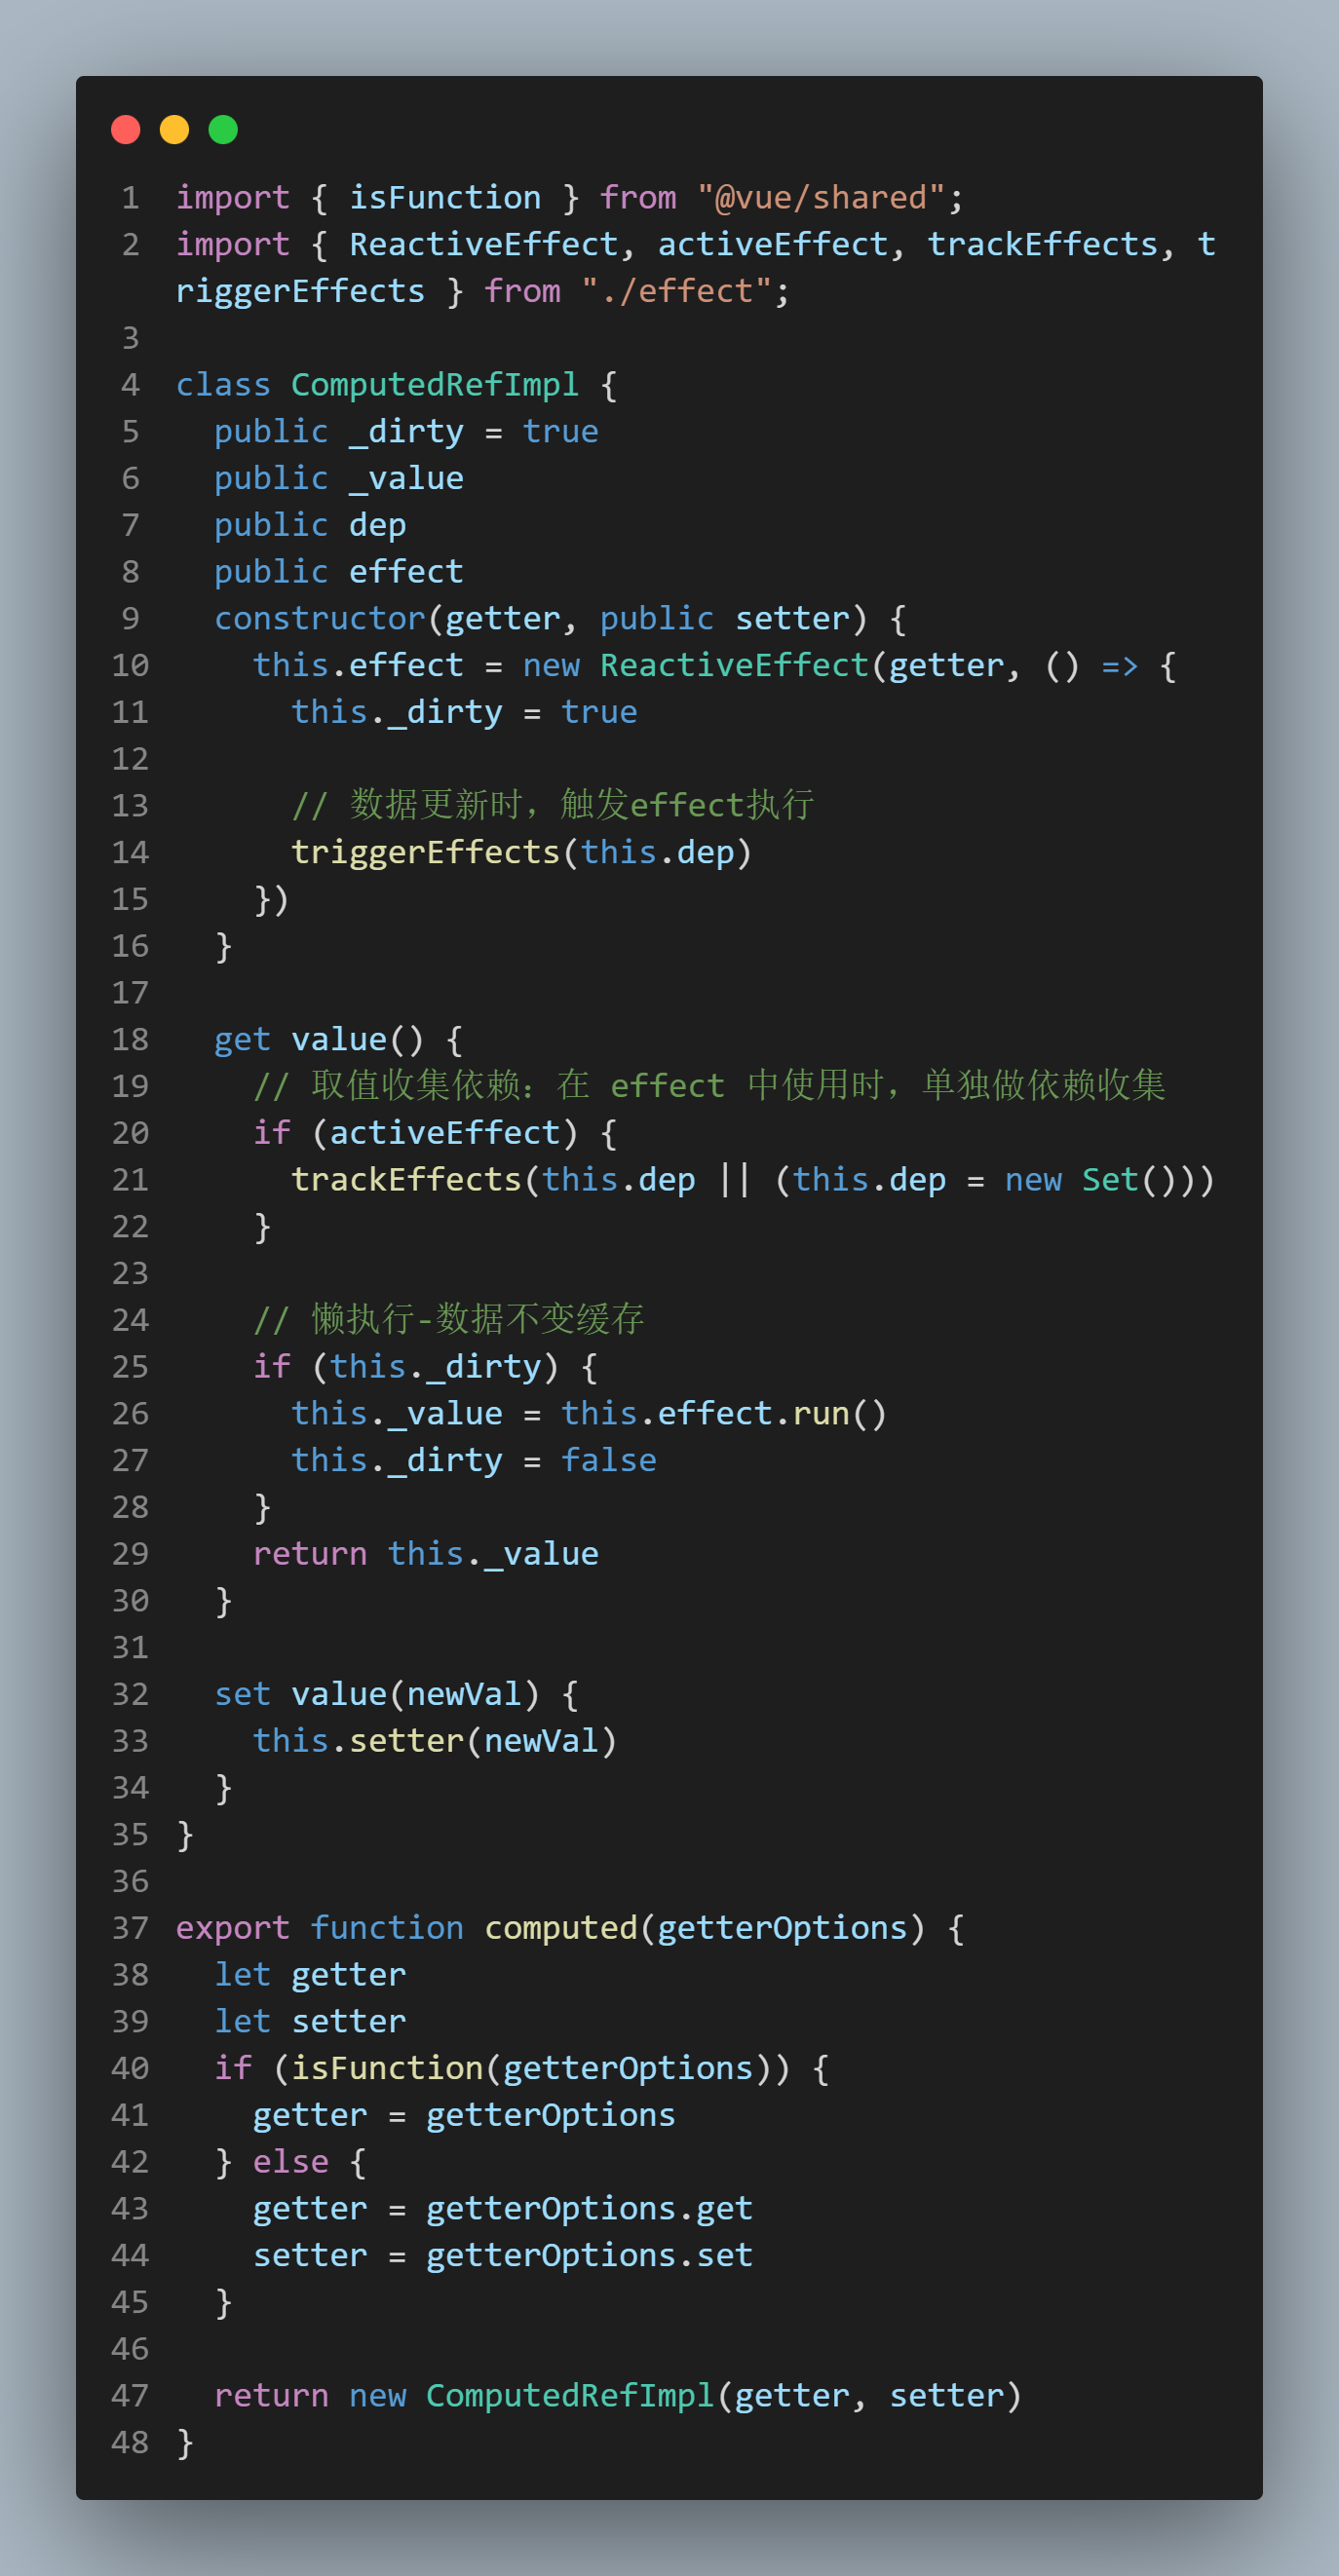 1 import { isFunction } from "@vue/shared";
2 import { ReactiveEffect, activeEffect, trackEffects, t
riggerEffects } from "./effect";
3
4 class ComputedRefImpl {
5   public _dirty = true
6   public _value
7   public dep
8   public effect
9   constructor(getter, public setter) {
10     this.effect = new ReactiveEffect(getter, () => {
11       this._dirty = true
12
13       // 数据更新时，触发effect执行
14       triggerEffects(this.dep)
15     })
16   }
17
18   get value() {
19     // 取值收集依赖：在 effect 中使用时，单独做依赖收集
20     if (activeEffect) {
21       trackEffects(this.dep || (this.dep = new Set()))
22     }
23
24     // 懒执行-数据不变缓存
25     if (this._dirty) {
26       this._value = this.effect.run()
27       this._dirty = false
28     }
29     return this._value
30   }
31
32   set value(newVal) {
33     this.setter(newVal)
34   }
35 }
36
37 export function computed(getterOptions) {
38   let getter
39   let setter
40   if (isFunction(getterOptions)) {
41     getter = getterOptions
42   } else {
43     getter = getterOptions.get
44     setter = getterOptions.set
45   }
46
47   return new ComputedRefImpl(getter, setter)
48 }